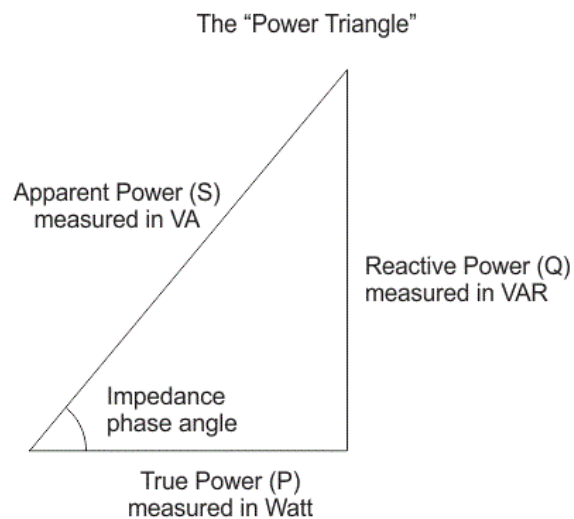 The “Power Triangle”
Apparent Power (S)
measured in VA
Reactive Power (Q)
measured in VAR
Impedance
phase angle
True Power (P)
measured in Watt